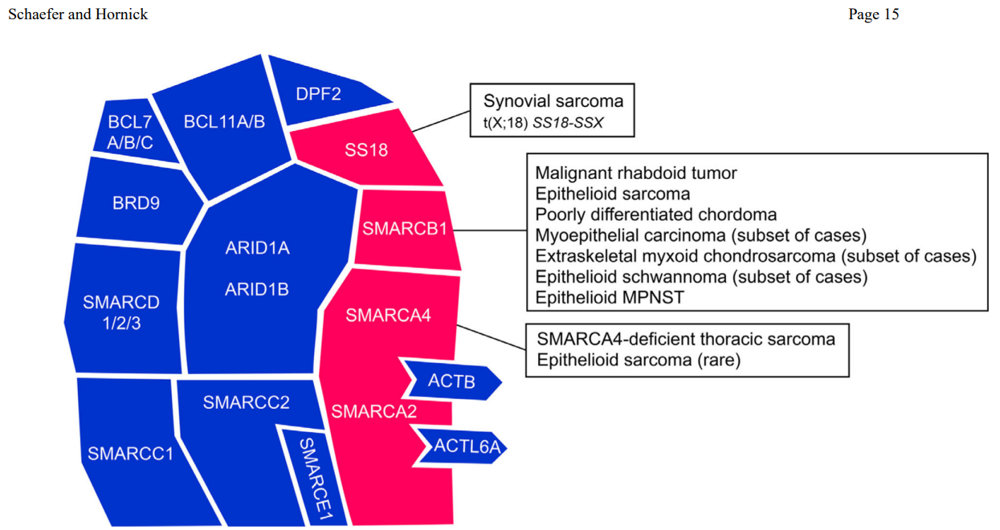 Schaefer and Hornick
Page 15
DPF2
BCL7
A/B/C
BCL11A/B
SS18
Synovial sarcoma
t(X;18) SS18-SSX
BRD9
ARID1A
ARID1B
SMARCB1
Malignant rhabdoid tumor
Epithelioid sarcoma
Poorly differentiated chordoma
Myoepithelial carcinoma (subset of cases)
Extraskeletal myxoid chondrosarcoma (subset of cases)
Epithelioid schwannoma (subset of cases)
Epithelioid MPNST
SMARCD
1/2/3
SMARCA4
SMARCA4-deficient thoracic sarcoma
Epithelioid sarcoma (rare)
ACTB
SMARCC2
SMARCA2
ACTL6A
SMARCC1
SMARCE1